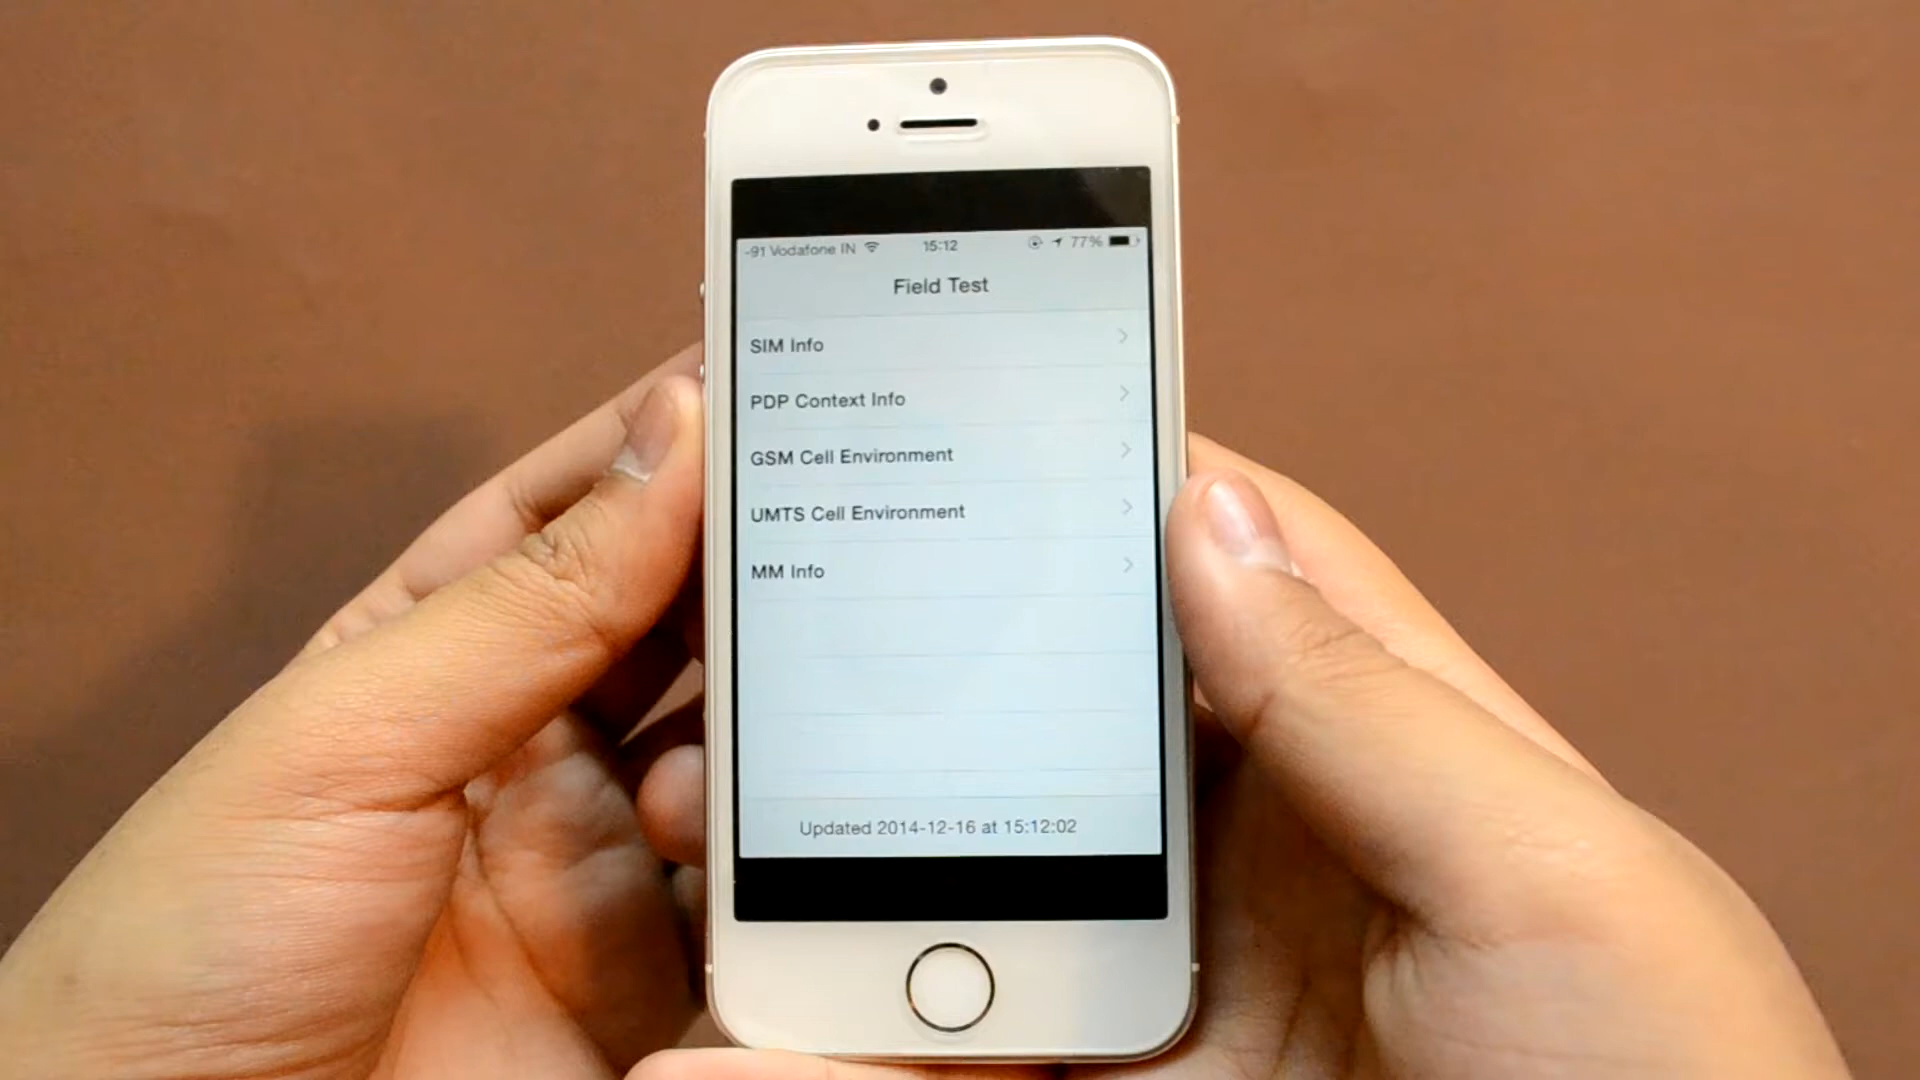 -91 Vodafone IN 15:12 77%
Field Test
SIM Info
PDP Context Info
GSM Cell Environment
UMTS Cell Environment
MM Info
Updated 2014-12-16 at 15:12:02